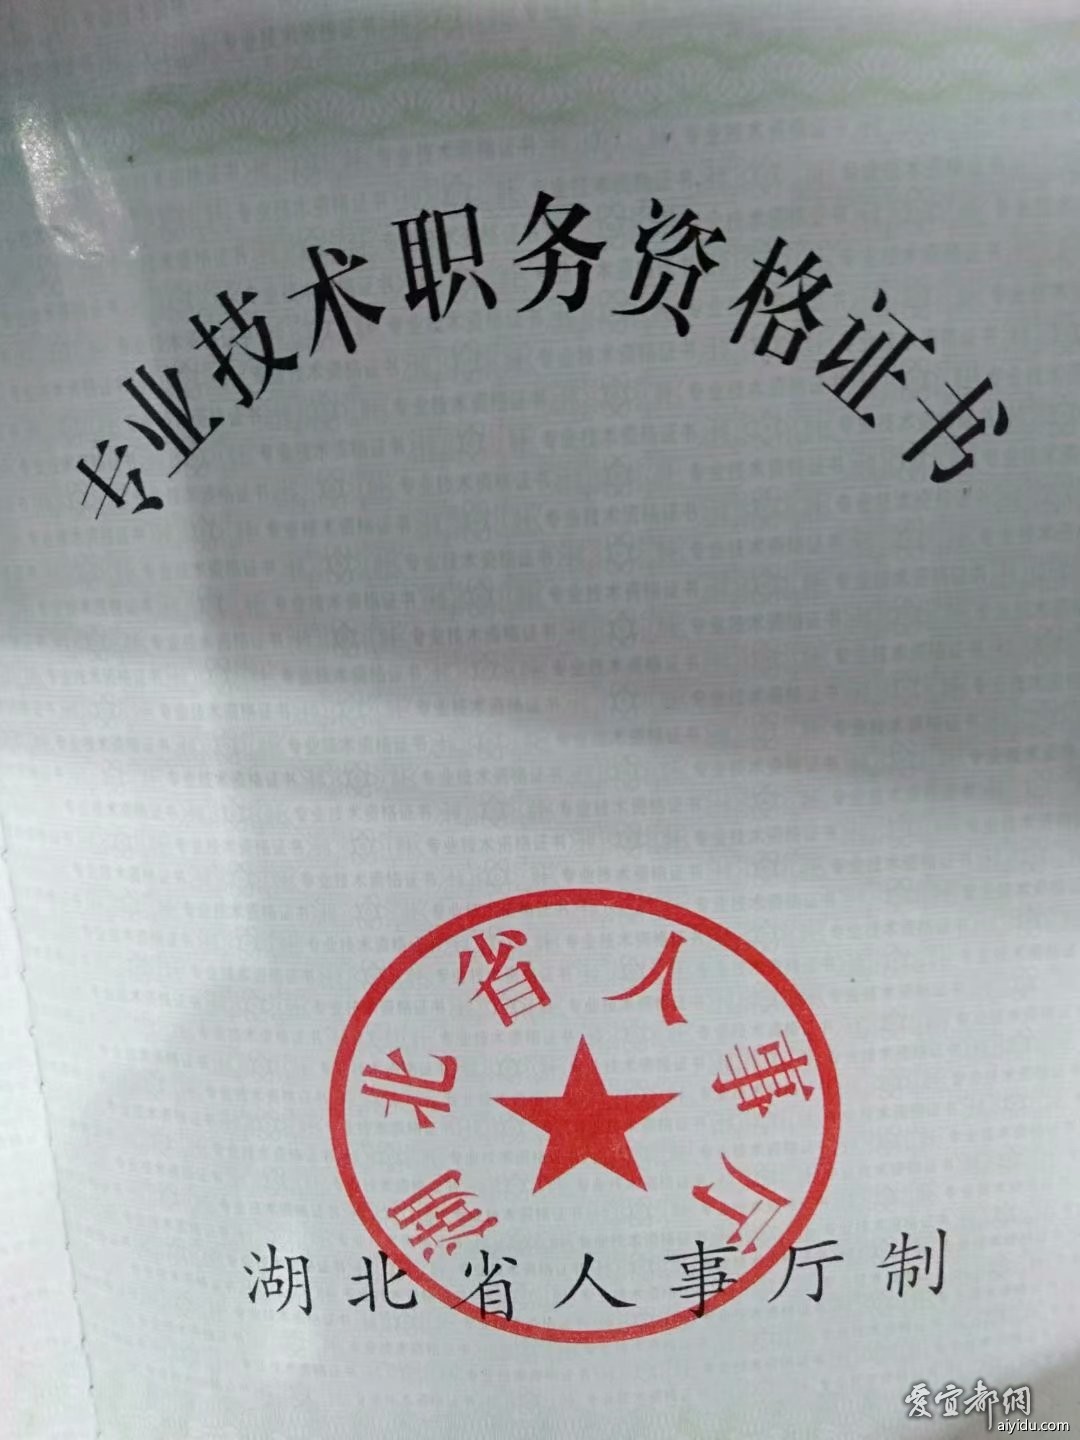 专业技术职务资格证书
湖北省人事厅
湖北省人事厅制
爱宜都网
aiyidu.com